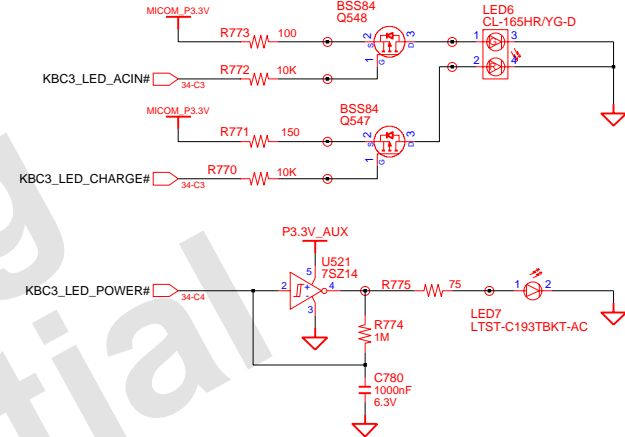 MICOM_P3.3V
R773 100
BSS84
Q548
S 2 3 D
1 G
LED6
CL-165HR/YG-D
1 3
2 4
KBC3_LED_ACIN#
34-C3
R772 10K
MICOM_P3.3V
R771 150
BSS84
Q547
S 2 3 D
1 G
KBC3_LED_CHARGE#
34-C3
R770 10K
P3.3V_AUX
U521
7SZ14
5
2 + - 4
3
KBC3_LED_POWER#
34-C4
R775 75
1 2
LED7
LTST-C193TBKT-AC
R774
1M
C780
1000nF
6.3V